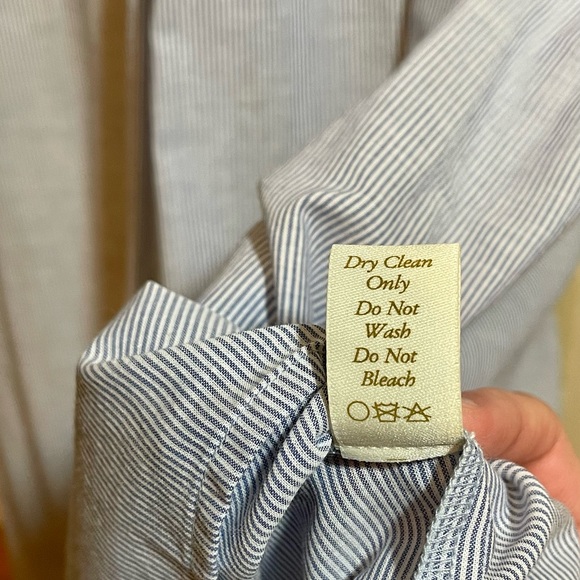 Dry Clean
Only
Do Not
Wash
Do Not
Bleach